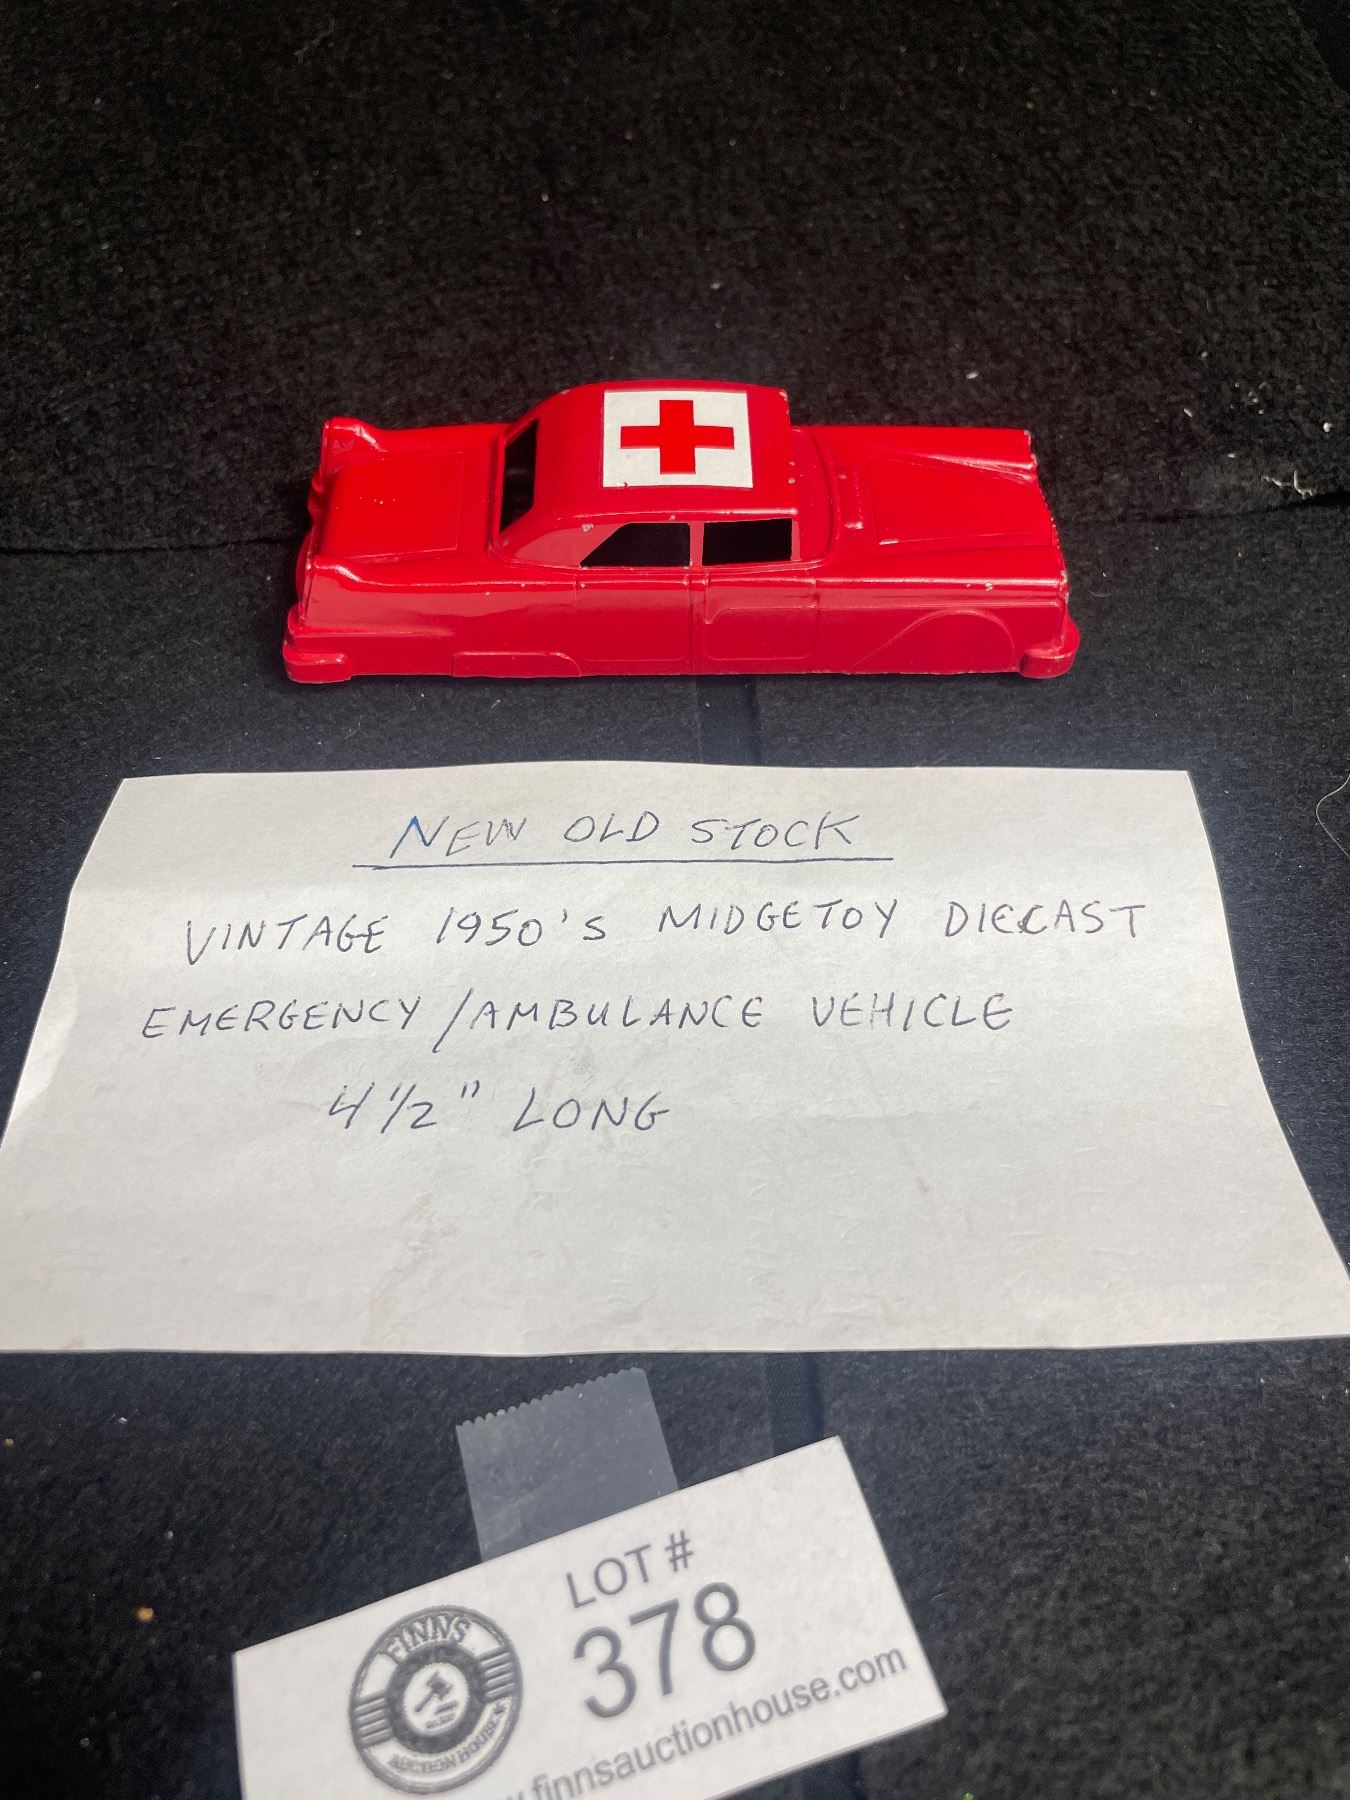 NEW OLD STOCK
VINTAGE 1950's MIDGETOY DIECAST
EMERGENCY/AMBULANCE VEHICLE
4 1/2" LONG
LOT #
378
FINNS
AUCTION HOUSE
.finnsauctionhouse.com